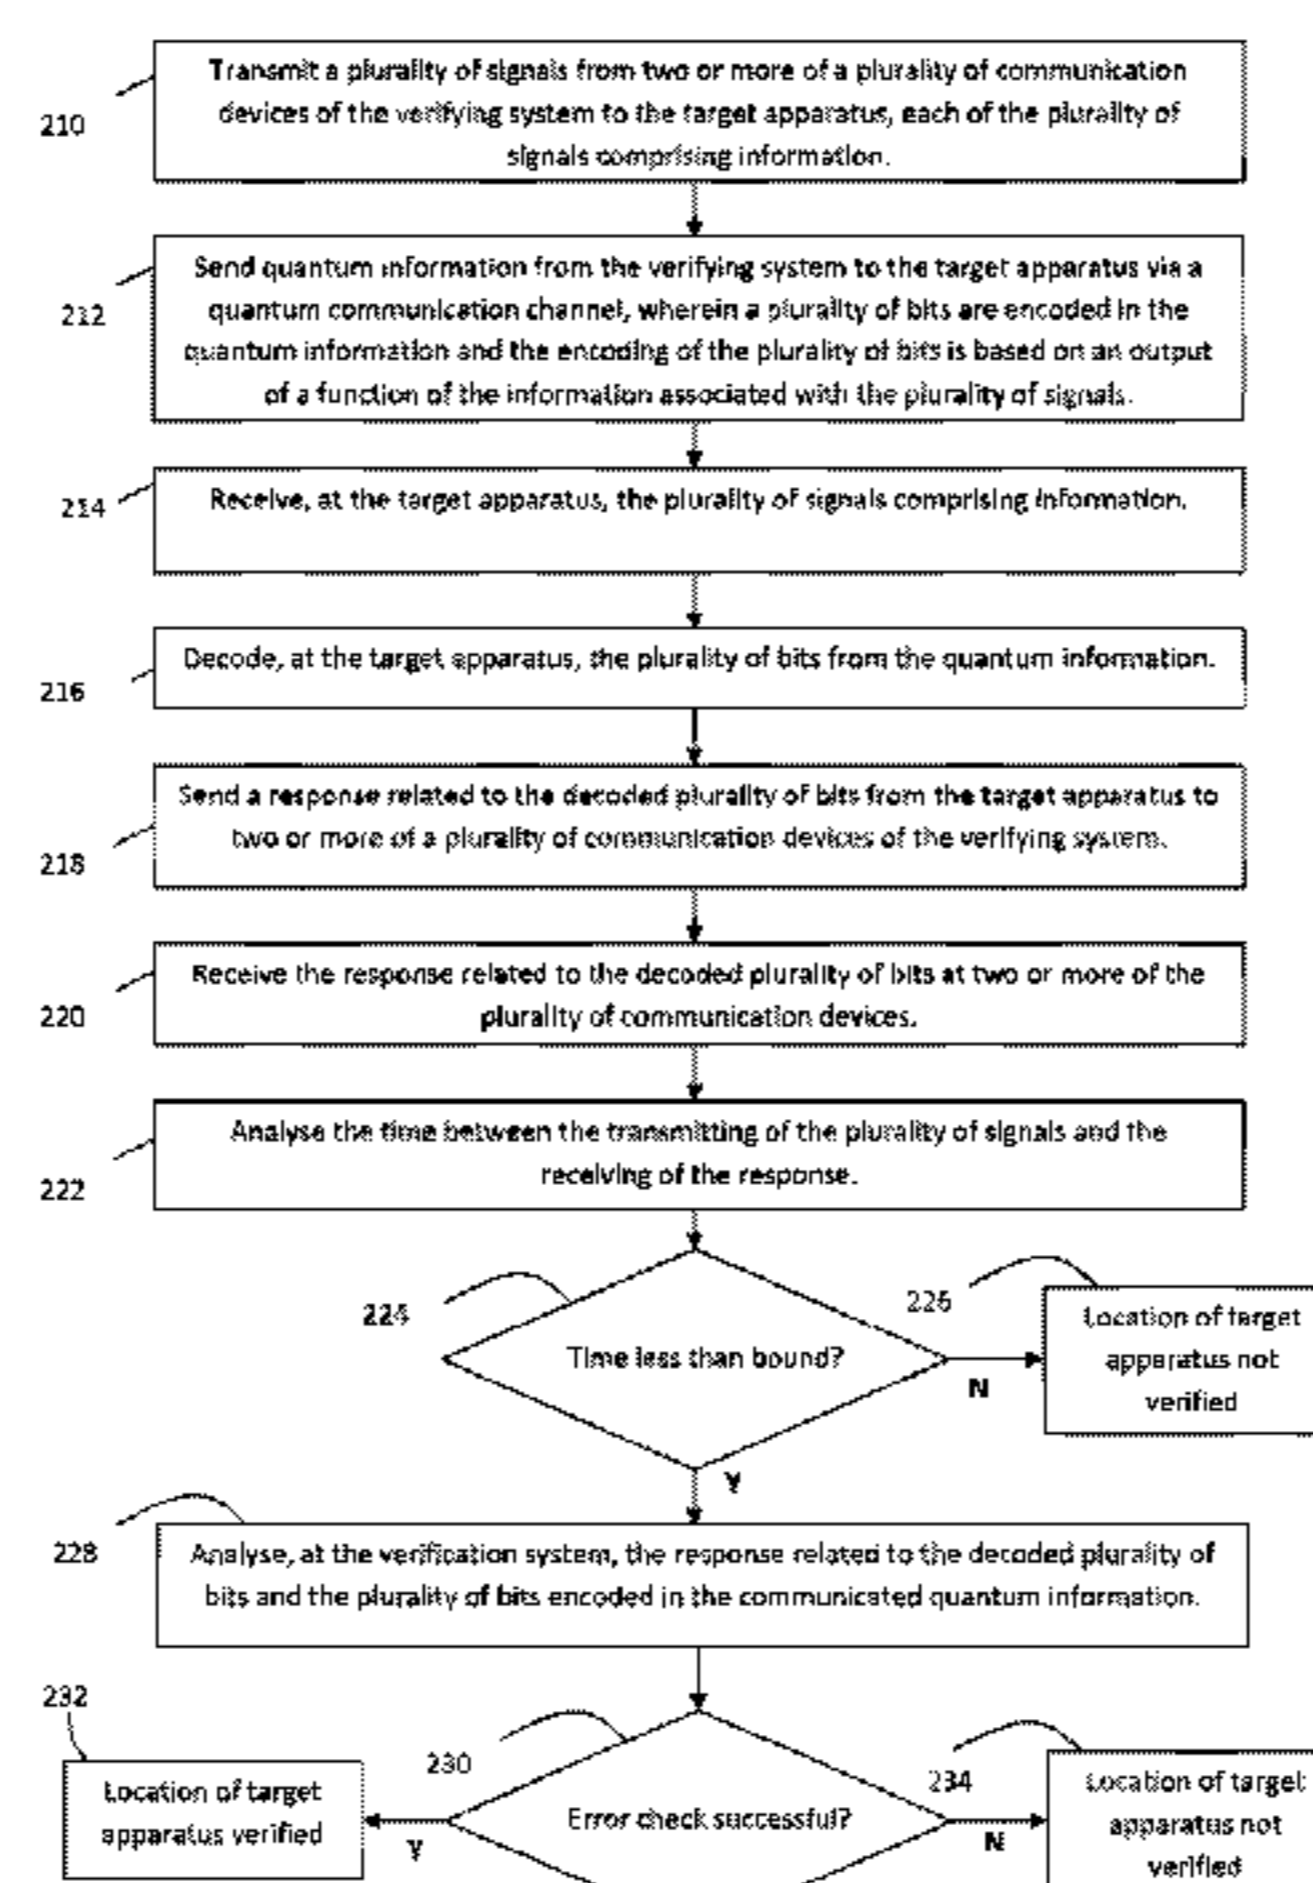 Transmit a plurality of signals from two or more of a plurality of communication
devices of the verifying system to the target apparatus, each of the plurality of
signals comprising information.
210
Send quantum information from the verifying system to the target apparatus via a
quantum communication channel, wherein a plurality of bits are encoded in the
quantum information and the encoding of the plurality of bits is based on an output
of a function of the information associated with the plurality of signals.
212
Receive, at the target apparatus, the plurality of signals comprising information.
214
Decode, at the target apparatus, the plurality of bits from the quantum information.
216
Send a response related to the decoded plurality of bits from the target apparatus to
two or more of a plurality of communication devices of the verifying system.
218
Receive the response related to the decoded plurality of bits at two or more of the
plurality of communication devices.
220
Analyse the time between the transmitting of the plurality of signals and the
receiving of the response.
222
224
Time less than bound?
N
Y
226
Location of target
apparatus not
verified
228
Analyse, at the verification system, the response related to the decoded plurality of
bits and the plurality of bits encoded in the communicated quantum information.
230
Error check successful?
Y
N
232
Location of target
apparatus verified
234
Location of target
apparatus not
verified